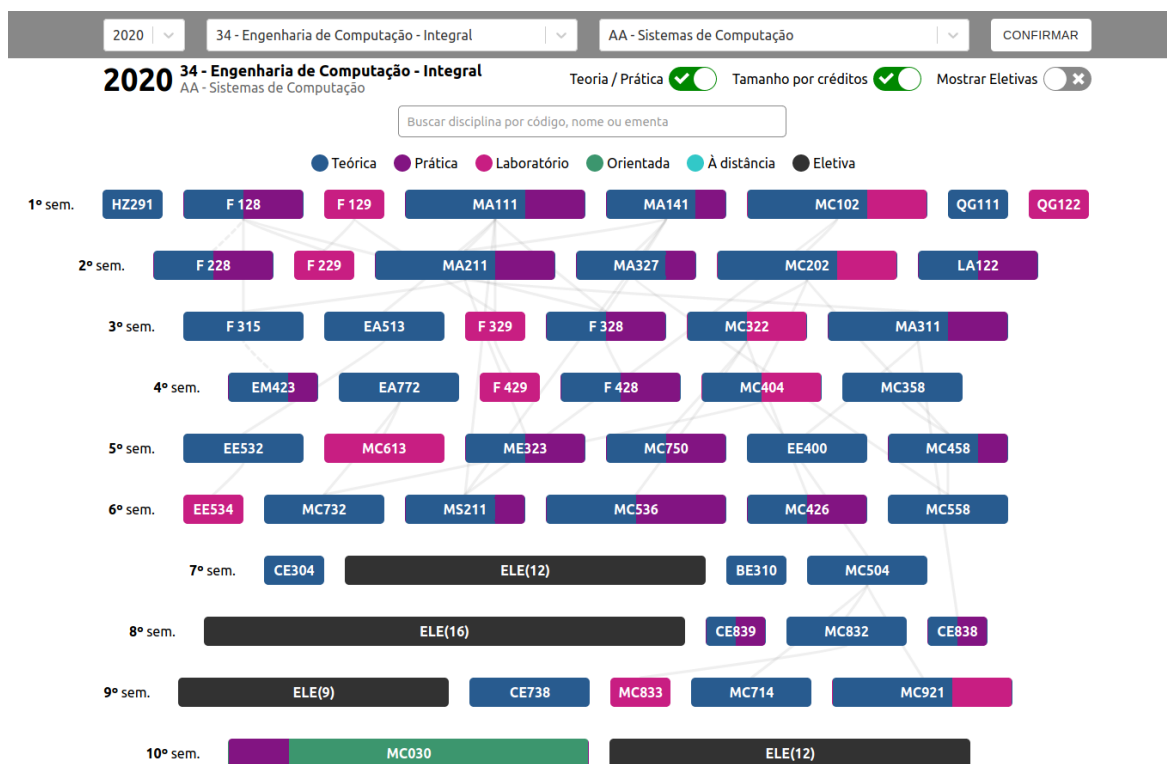 2020 34 - Engenharia de Computação - Integral AA - Sistemas de Computação CONFIRMAR
2020 34 - Engenharia de Computação - Integral
AA - Sistemas de Computação
Teoria / Prática Tamanho por créditos Mostrar Eletivas
Buscar disciplina por código, nome ou ementa
Teórica Prática Laboratório Orientada À distância Eletiva
1º sem. HZ291 F 128 F 129 MA111 MA141 MC102 QG111 QG122
2º sem. F 228 F 229 MA211 MA327 MC202 LA122
3º sem. F 315 EA513 F 329 F 328 MC322 MA311
4º sem. EM423 EA772 F 429 F 428 MC404 MC358
5º sem. EE532 MC613 ME323 MC750 EE400 MC458
6º sem. EE534 MC732 MS211 MC536 MC426 MC558
7º sem. CE304 ELE(12) BE310 MC504
8º sem. ELE(16) CE839 MC832 CE838
9º sem. ELE(9) CE738 MC833 MC714 MC921
10º sem. MC030 ELE(12)